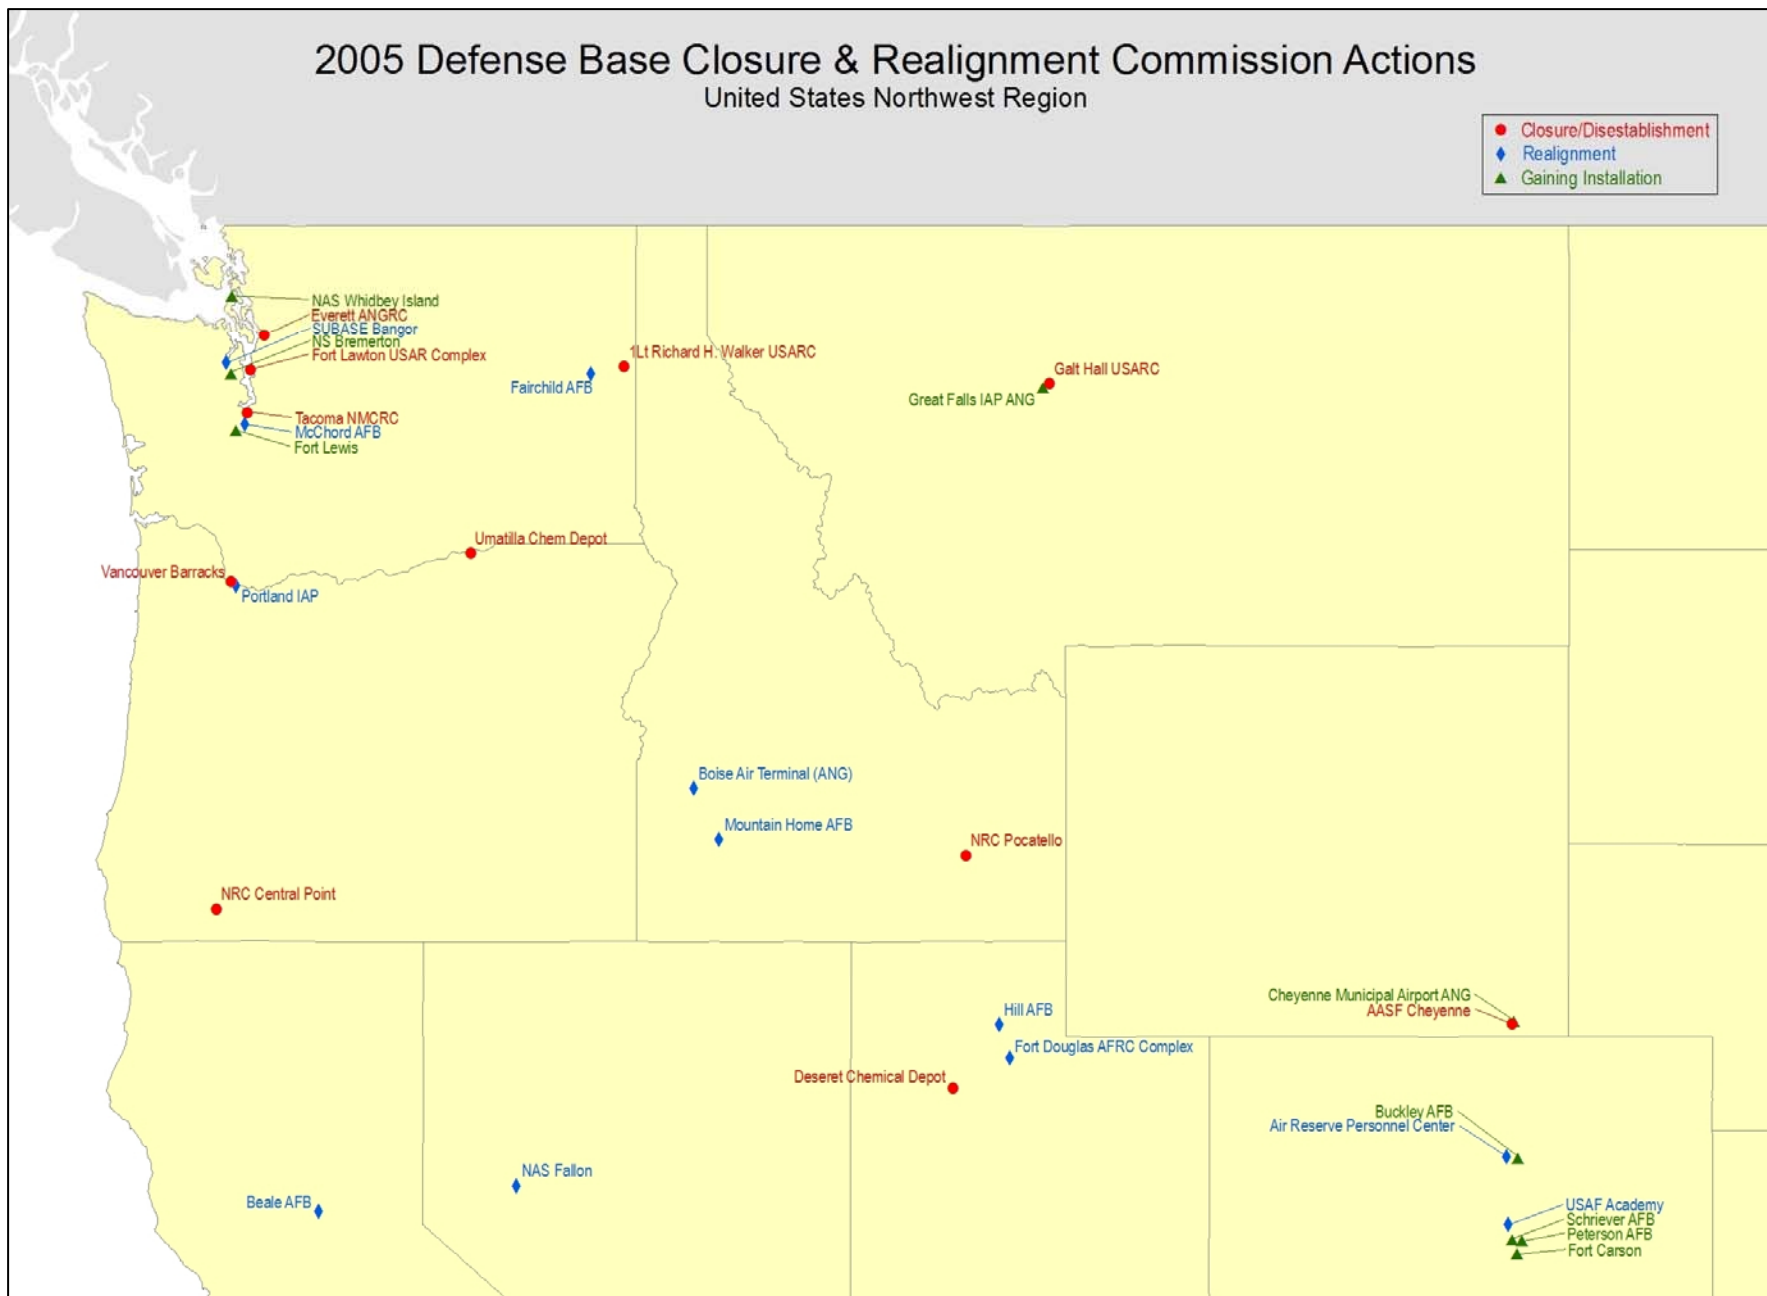 2005 Defense Base Closure & Realignment Commission Actions
United States Northwest Region
Closure/Disestablishment
Realignment
Gaining Installation
NAS Whidbey Island
Everett ANGRC
SUBASE Bangor
NS Bremerton
Fort Lawton USAR Complex
1Lt Richard H. Walker USARC
Fairchild AFB
Galt Hall USARC
Great Falls IAP ANG
Tacoma NMCRC
McChord AFB
Fort Lewis
Umatilla Chem Depot
Vancouver Barracks
Portland IAP
Boise Air Terminal (ANG)
Mountain Home AFB
NRC Pocatello
NRC Central Point
Cheyenne Municipal Airport ANG
AASF Cheyenne
Hill AFB
Fort Douglas AFRC Complex
Deseret Chemical Depot
Buckley AFB
Air Reserve Personnel Center
NAS Fallon
Beale AFB
USAF Academy
Schriever AFB
Peterson AFB
Fort Carson